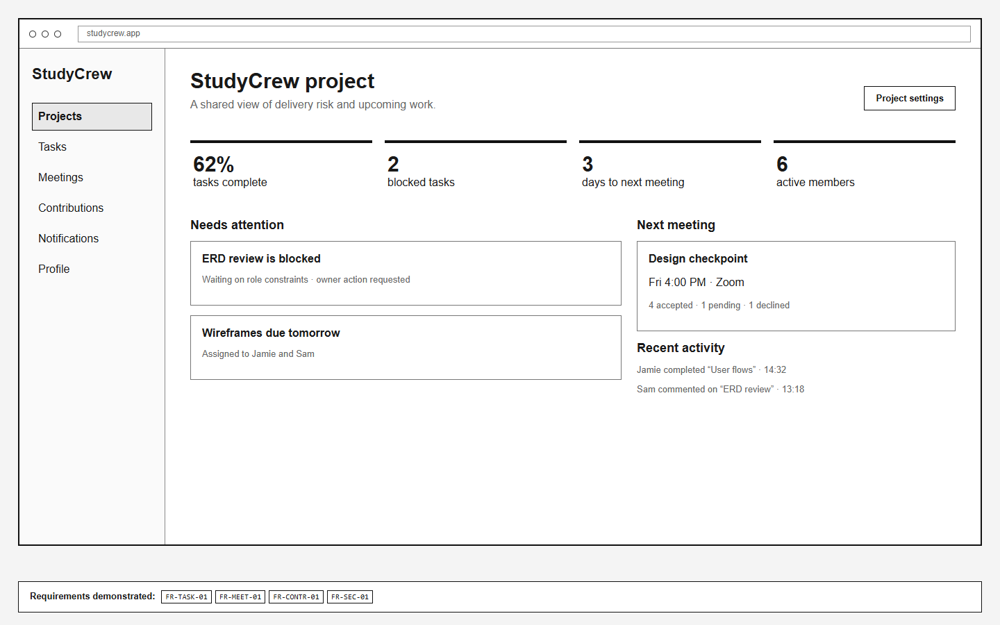 studycrew.app
StudyCrew
Projects
Tasks
Meetings
Contributions
Notifications
Profile
StudyCrew project
A shared view of delivery risk and upcoming work.
Project settings
62%
tasks complete
2
blocked tasks
3
days to next meeting
6
active members
Needs attention
ERD review is blocked
Waiting on role constraints · owner action requested
Wireframes due tomorrow
Assigned to Jamie and Sam
Next meeting
Design checkpoint
Fri 4:00 PM · Zoom
4 accepted · 1 pending · 1 declined
Recent activity
Jamie completed “User flows” · 14:32
Sam commented on “ERD review” · 13:18
Requirements demonstrated: FR-TASK-01 FR-MEET-01 FR-CONTR-01 FR-SEC-01